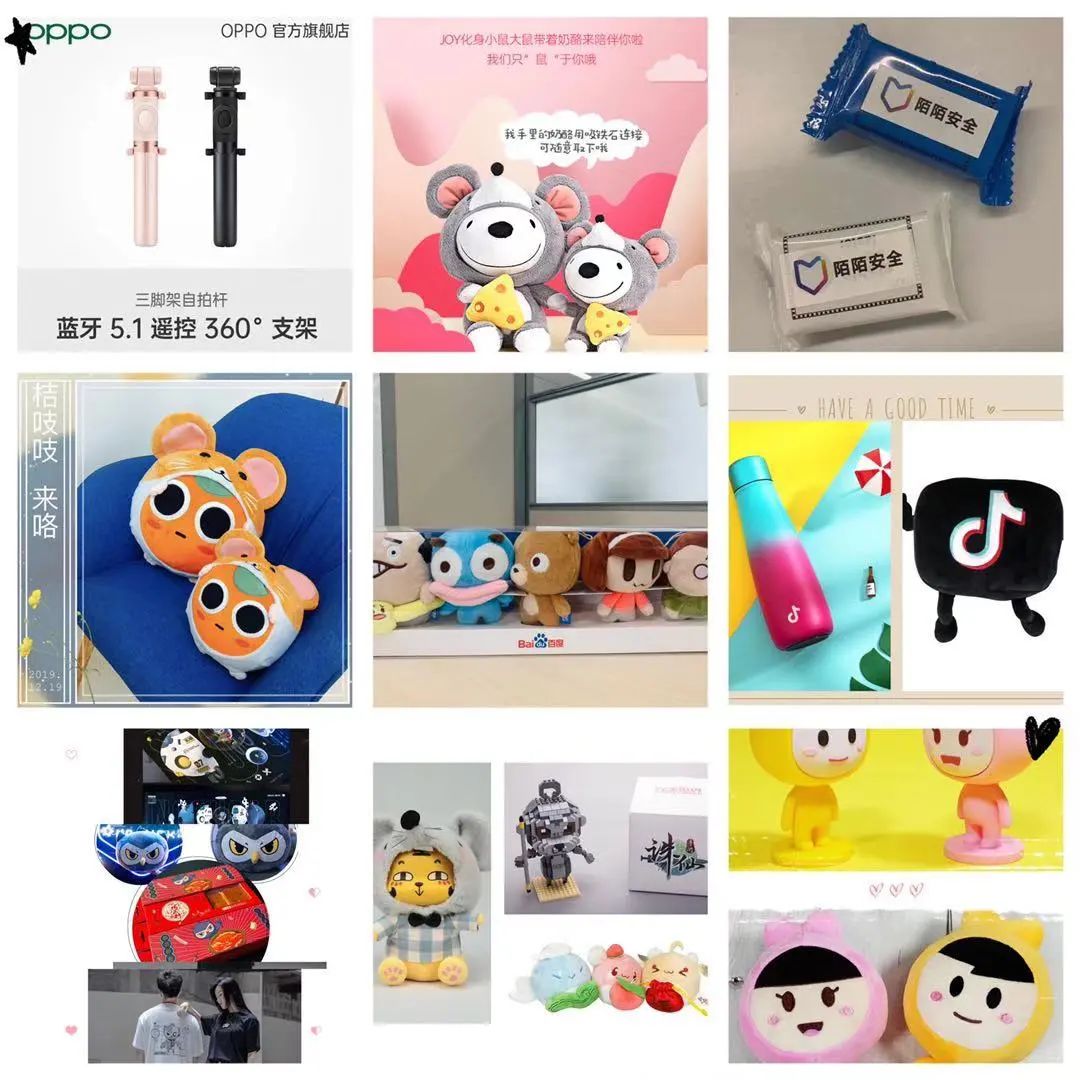 oppo
OPPO 官方旗舰店
三脚架自拍杆
蓝牙 5.1 遥控 360° 支架
JOY化身小鼠大鼠带着奶酪来陪伴你啦
我们只“鼠”于你哦
我手里的奶酪用吸铁石连接
可随意取下哦
陌陌安全
陌陌安全
桔吱吱 来咯
2019.
12.19
Bai du 百度
HAVE A GOOD TIME
诛仙